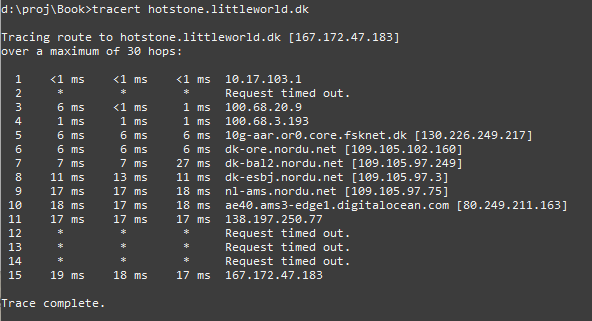 d:\proj\Book>tracert hotstone.littleworld.dk
Tracing route to hotstone.littleworld.dk [167.172.47.183]
over a maximum of 30 hops:
1 <1 ms <1 ms <1 ms 10.17.103.1
2 * * * Request timed out.
3 6 ms <1 ms 1 ms 100.68.20.9
4 1 ms 1 ms 1 ms 100.68.3.193
5 6 ms 6 ms 6 ms 10g-aar.or0.core.fsknet.dk [130.226.249.217]
6 6 ms 6 ms 6 ms dk-ore.nordu.net [109.105.102.160]
7 7 ms 7 ms 27 ms dk-bal2.nordu.net [109.105.97.249]
8 11 ms 13 ms 11 ms dk-esbj.nordu.net [109.105.97.3]
9 17 ms 17 ms 18 ms nl-ams.nordu.net [109.105.97.75]
10 18 ms 17 ms 18 ms ae40.ams3-edge1.digitalocean.com [80.249.211.163]
11 17 ms 17 ms 17 ms 138.197.250.77
12 * * * Request timed out.
13 * * * Request timed out.
14 * * * Request timed out.
15 19 ms 18 ms 17 ms 167.172.47.183
Trace complete.